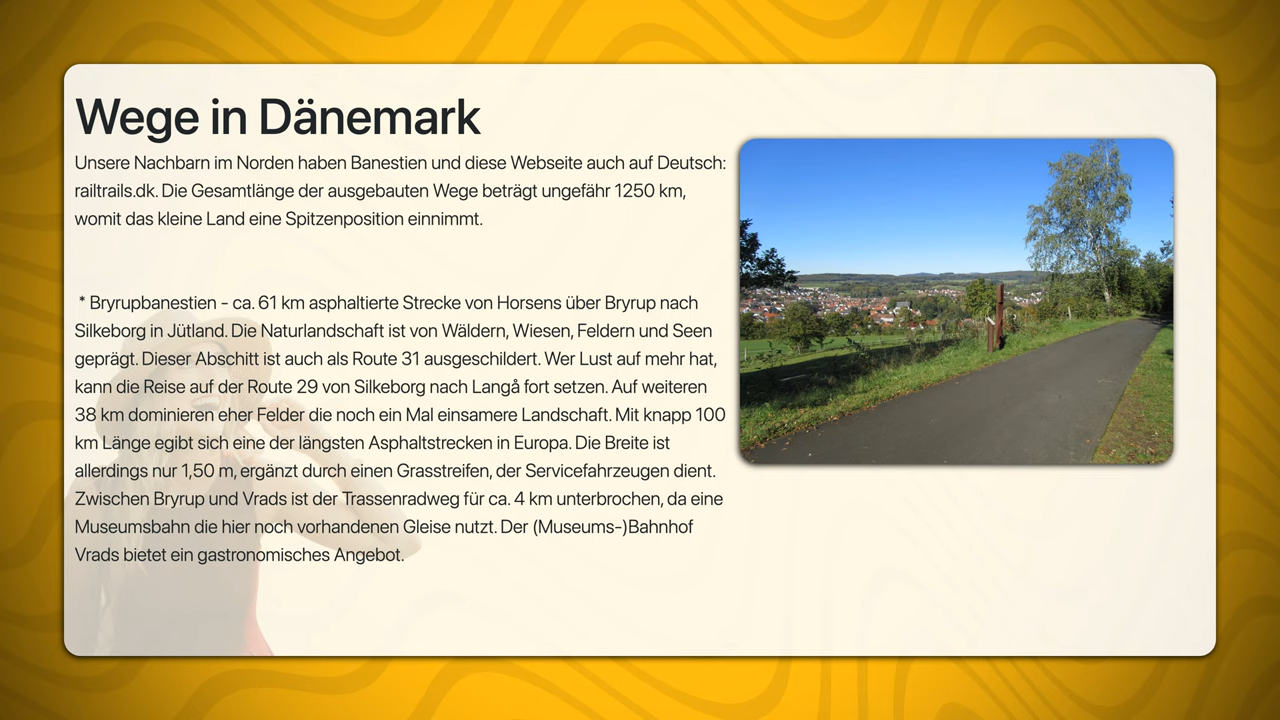 Wege in Dänemark
Unsere Nachbarn im Norden haben Banestien und diese Webseite auch auf Deutsch:
railtrails.dk. Die Gesamtlänge der ausgebauten Wege beträgt ungefähr 1250 km,
womit das kleine Land eine Spitzenposition einnimmt.
* Bryrupbanestien - ca. 61 km asphaltierte Strecke von Horsens über Bryrup nach
Silkeborg in Jütland. Die Naturlandschaft ist von Wäldern, Wiesen, Feldern und Seen
geprägt. Dieser Abschitt ist auch als Route 31 ausgeschildert. Wer Lust auf mehr hat,
kann die Reise auf der Route 29 von Silkeborg nach Langå fort setzen. Auf weiteren
38 km dominieren eher Felder die noch ein Mal einsamere Landschaft. Mit knapp 100
km Länge egibt sich eine der längsten Asphaltstrecken in Europa. Die Breite ist
allerdings nur 1,50 m, ergänzt durch einen Grasstreifen, der Servicefahrzeugen dient.
Zwischen Bryrup und Vrads ist der Trassenradweg für ca. 4 km unterbrochen, da eine
Museumsbahn die hier noch vorhandenen Gleise nutzt. Der (Museums-)Bahnhof
Vrads bietet ein gastronomisches Angebot.